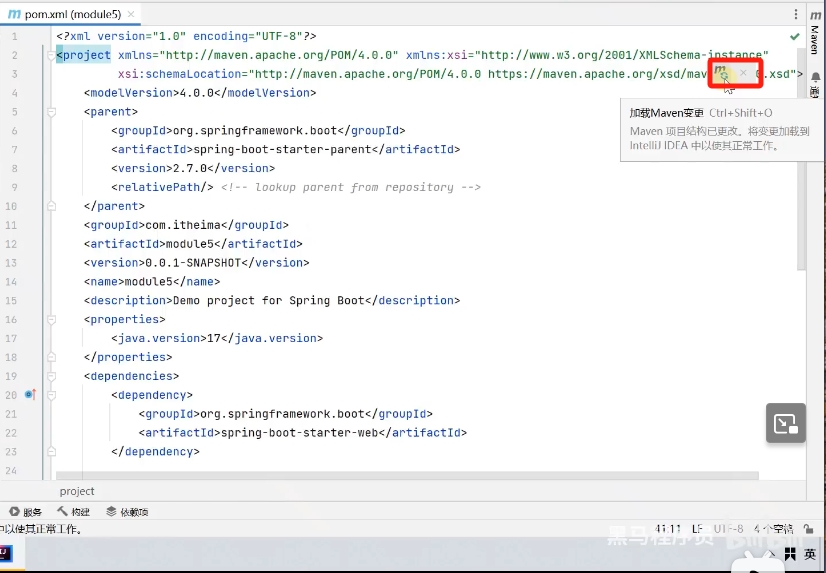 pom.xml (module5)
1 <?xml version="1.0" encoding="UTF-8"?>
2 <project xmlns="http://maven.apache.org/POM/4.0.0" xmlns:xsi="http://www.w3.org/2001/XMLSchema-instance"
3 xsi:schemaLocation="http://maven.apache.org/POM/4.0.0 https://maven.apache.org/xsd/mav 0.xsd">
4 <modelVersion>4.0.0</modelVersion>
5 <parent>
6 <groupId>org.springframework.boot</groupId>
7 <artifactId>spring-boot-starter-parent</artifactId>
8 <version>2.7.0</version>
9 <relativePath/> <!-- lookup parent from repository -->
10 </parent>
11 <groupId>com.itheima</groupId>
12 <artifactId>module5</artifactId>
13 <version>0.0.1-SNAPSHOT</version>
14 <name>module5</name>
15 <description>Demo project for Spring Boot</description>
16 <properties>
17 <java.version>17</java.version>
18 </properties>
19 <dependencies>
20 <dependency>
21 <groupId>org.springframework.boot</groupId>
22 <artifactId>spring-boot-starter-web</artifactId>
23 </dependency>
24
Maven
加载Maven变更 Ctrl+Shift+O
Maven 项目结构已更改。将变更加载到
IntelliJ IDEA 中以使其正常工作。
project
服务 构建 依赖项
中以使其正常工作。
41:11 LF UTF-8 4 个空格
黑马程序员
英